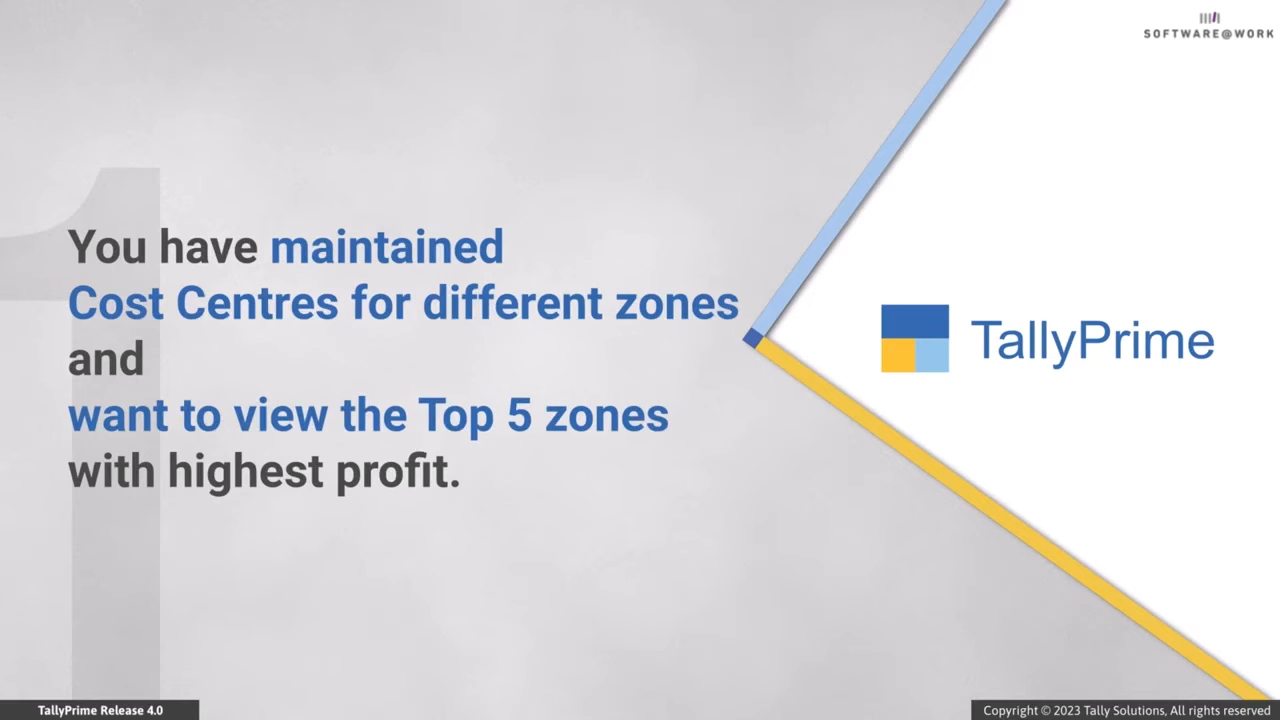 SOFTWARE@WORK
1
You have maintained
Cost Centres for different zones
and
want to view the Top 5 zones
with highest profit.
TallyPrime
TallyPrime Release 4.0
Copyright © 2023 Tally Solutions, All rights reserved